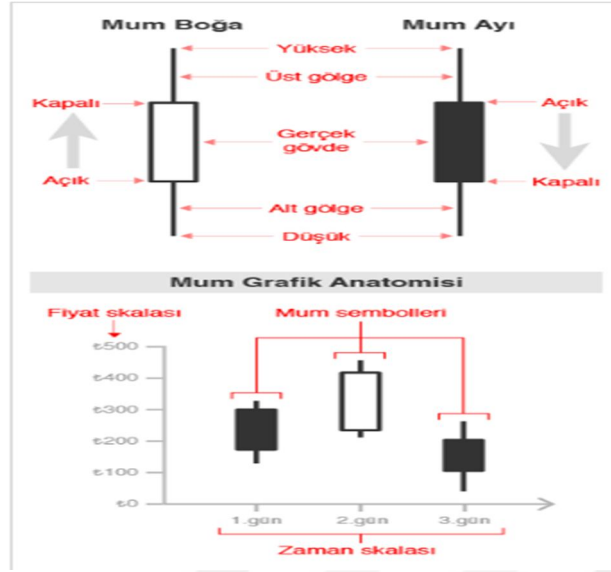 Mum Boğa
Mum Ayı
Yüksek
Üst gölge
Kapalı
Açık
Gerçek
gövde
Açık
Kapalı
Alt gölge
Düşük
Mum Grafik Anatomisi
Fiyat skalası
Mum sembolleri
₺500
₺400
₺300
₺200
₺100
₺0
1.gün
2.gün
3.gün
Zaman skalası